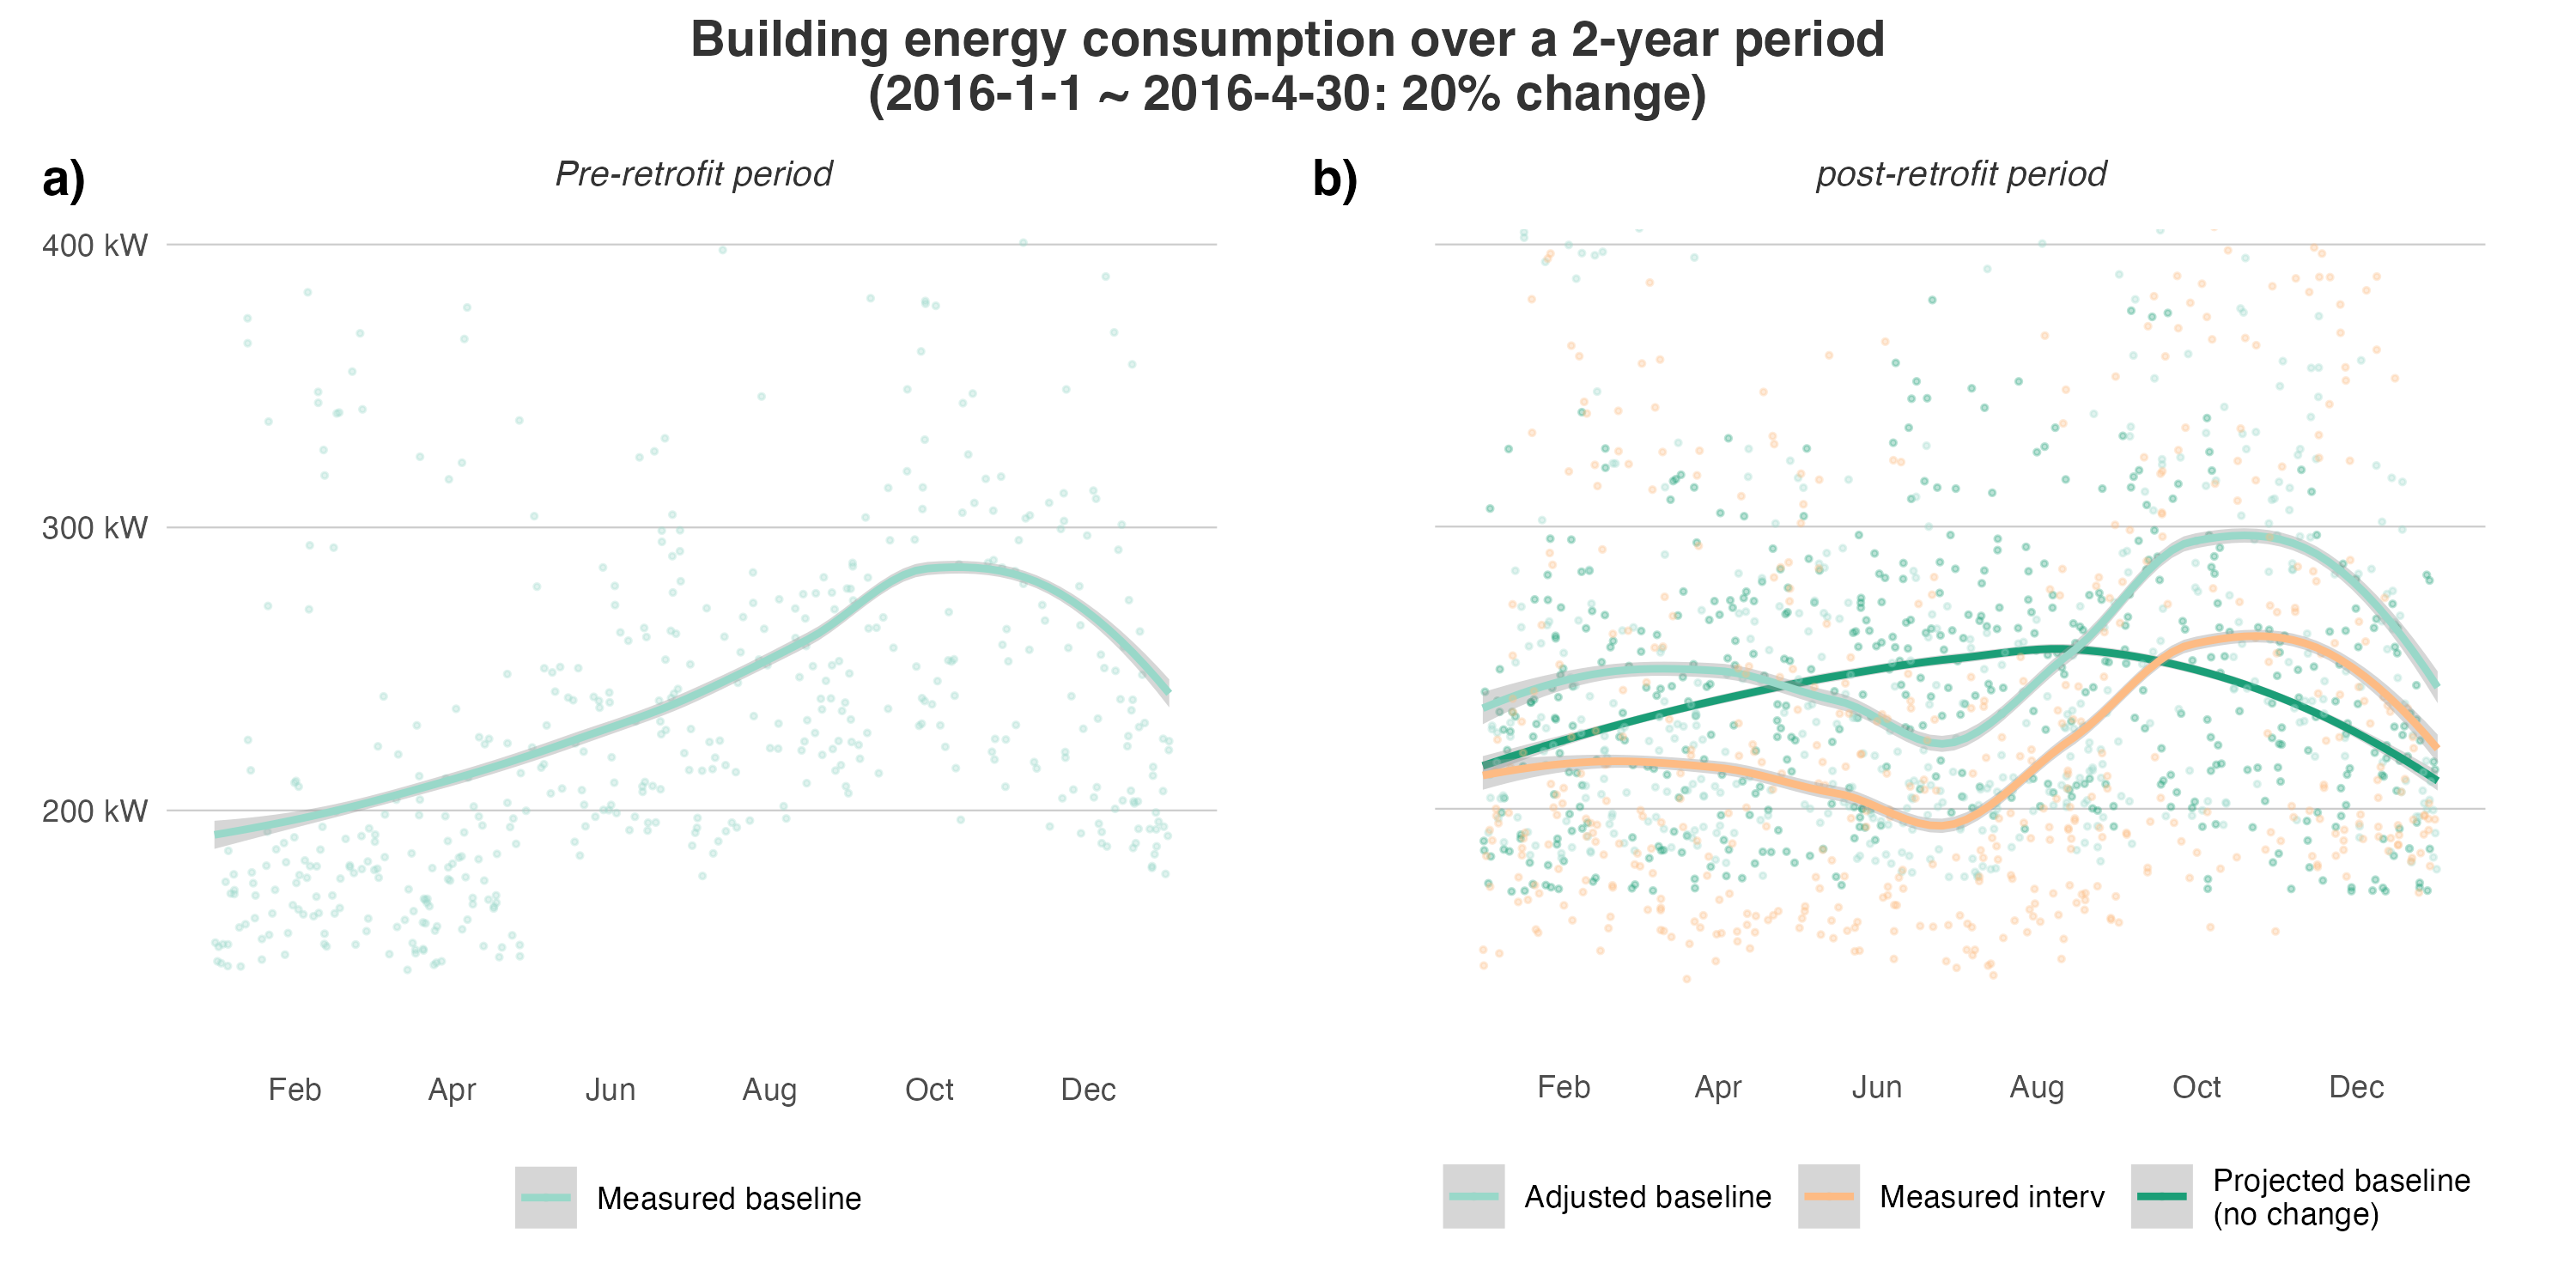 Building energy consumption over a 2-year period
(2016-1-1 ~ 2016-4-30: 20% change)
a)
Pre-retrofit period
400 kW
300 kW
200 kW
Feb Apr Jun Aug Oct Dec
Measured baseline
b)
post-retrofit period
Feb Apr Jun Aug Oct Dec
Adjusted baseline
Measured interv
Projected baseline
(no change)